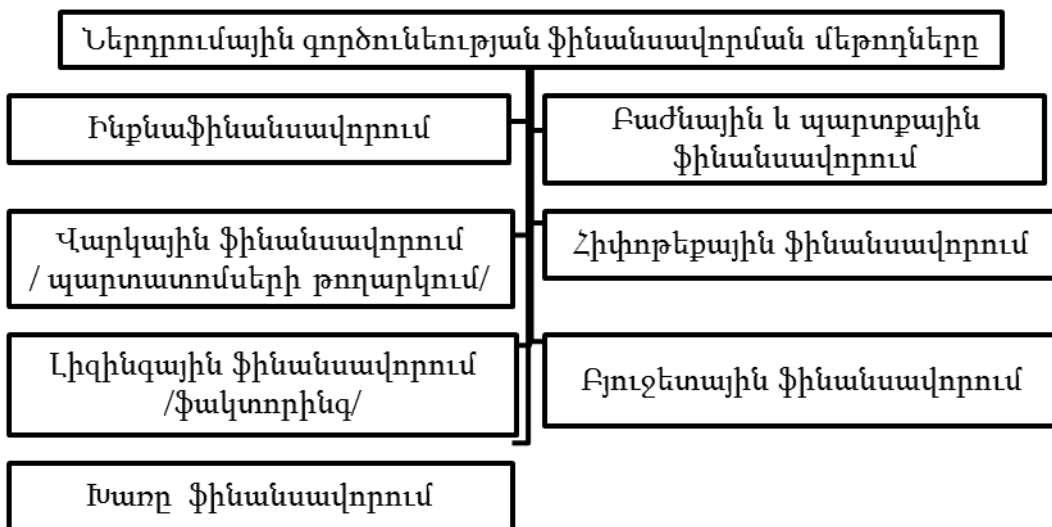 Ներդրումային գործունեության ֆինանսավորման մեթոդները
Ինքնաֆինանսավորում
Բաժնային և պարտքային
ֆինանսավորում
Վարկային ֆինանսավորում
/ պարտատոմսերի թողարկում/
Հիփոթեքային ֆինանսավորում
Լիզինգային ֆինանսավորում
/ֆակտորինգ/
Բյուջետային ֆինանսավորում
Խառը ֆինանսավորում